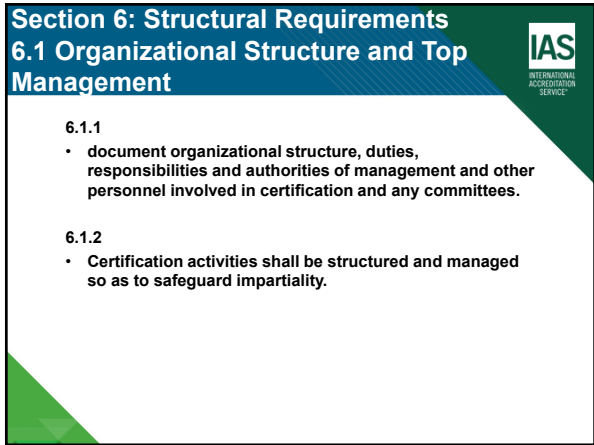 Section 6: Structural Requirements
6.1 Organizational Structure and Top
Management
IAS
INTERNATIONAL
ACCREDITATION
SERVICE®
6.1.1
• document organizational structure, duties,
responsibilities and authorities of management and other
personnel involved in certification and any committees.
6.1.2
• Certification activities shall be structured and managed
so as to safeguard impartiality.